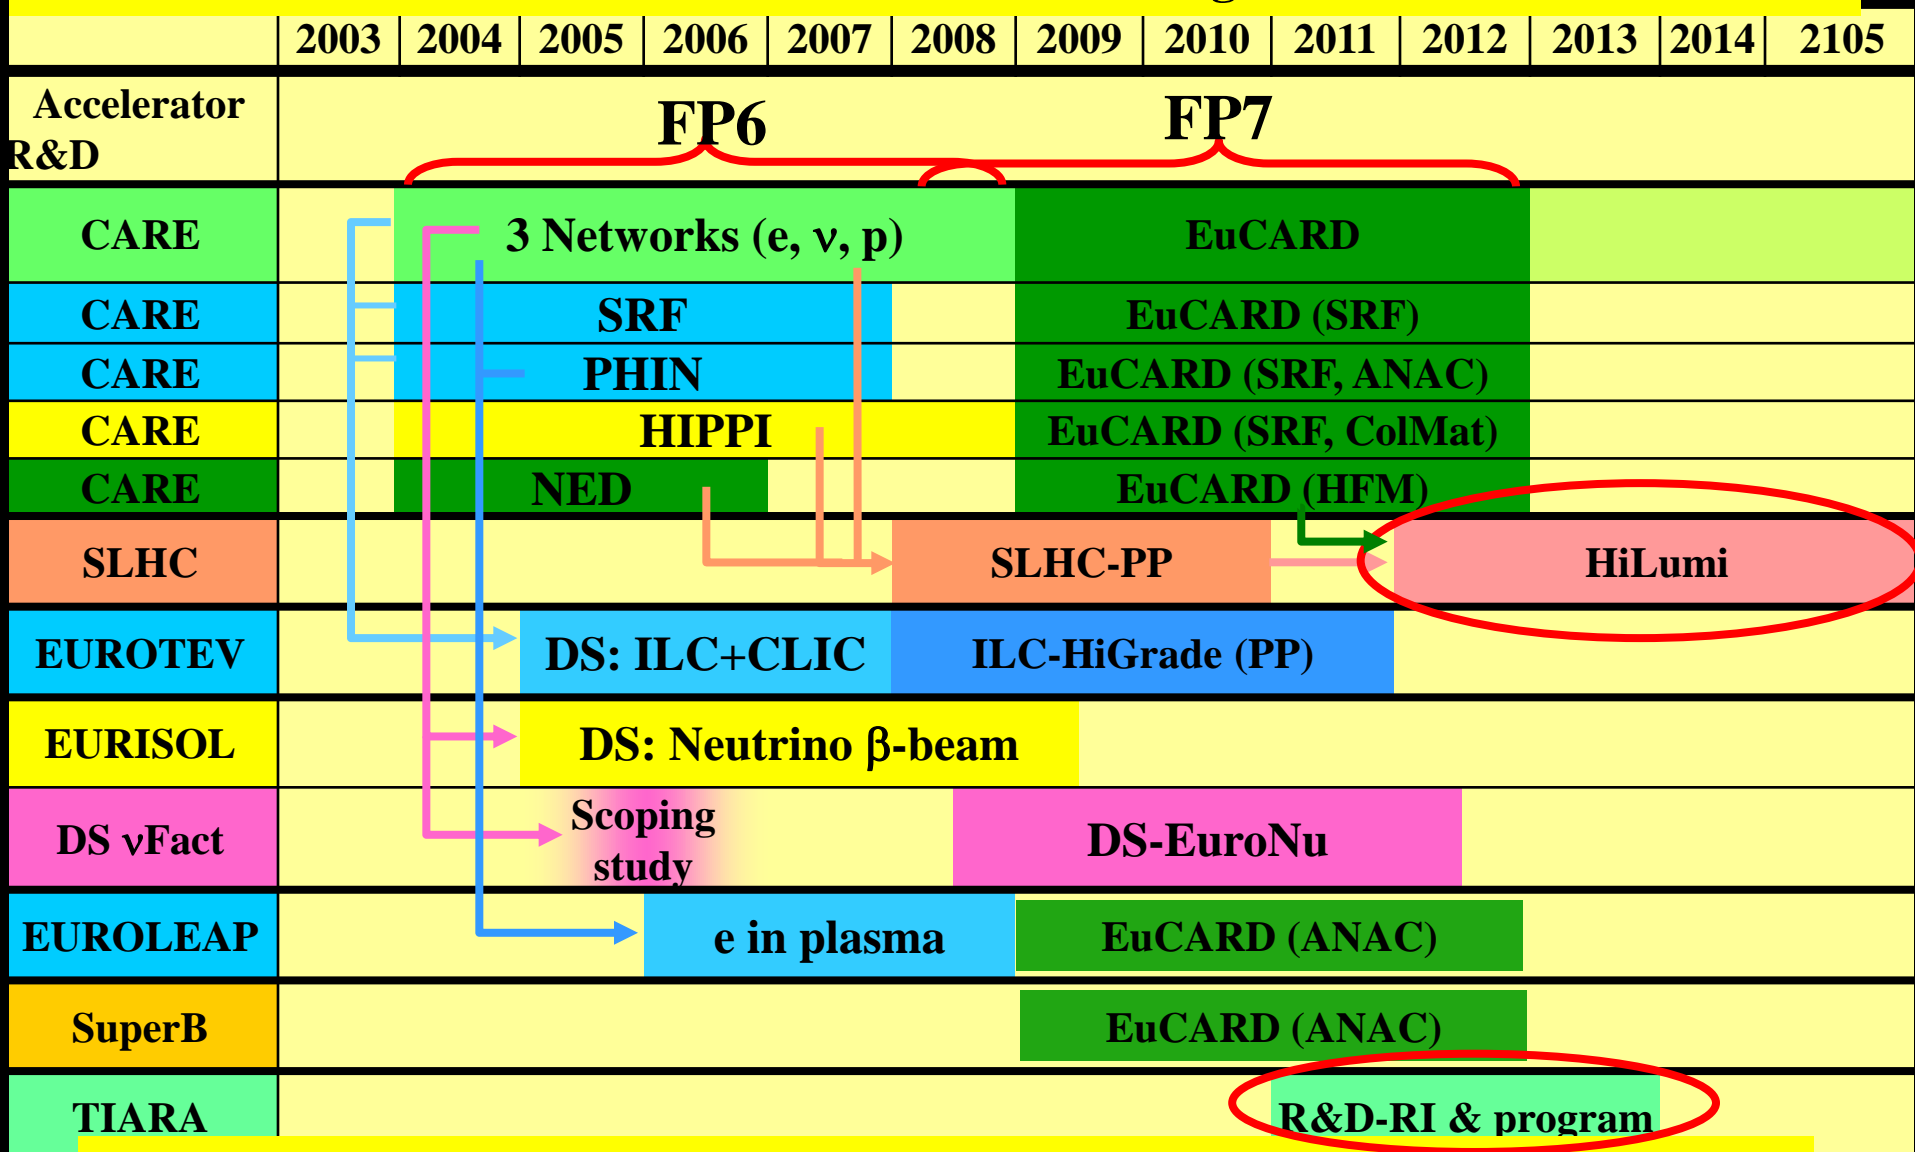 2003 2004 2005 2006 2007 2008 2009 2010 2011 2012 2013 2014 2105
Accelerator
R&D
FP6 FP7
CARE 3 Networks (e, ν, p) EuCARD
CARE SRF EuCARD (SRF)
CARE PHIN EuCARD (SRF, ANAC)
CARE HIPPI EuCARD (SRF, ColMat)
CARE NED EuCARD (HFM)
SLHC SLHC-PP HiLumi
EUROTEV DS: ILC+CLIC ILC-HiGrade (PP)
EURISOL DS: Neutrino β-beam
DS νFact Scoping
study DS-EuroNu
EUROLEAP e in plasma EuCARD (ANAC)
SuperB EuCARD (ANAC)
TIARA R&D-RI & program